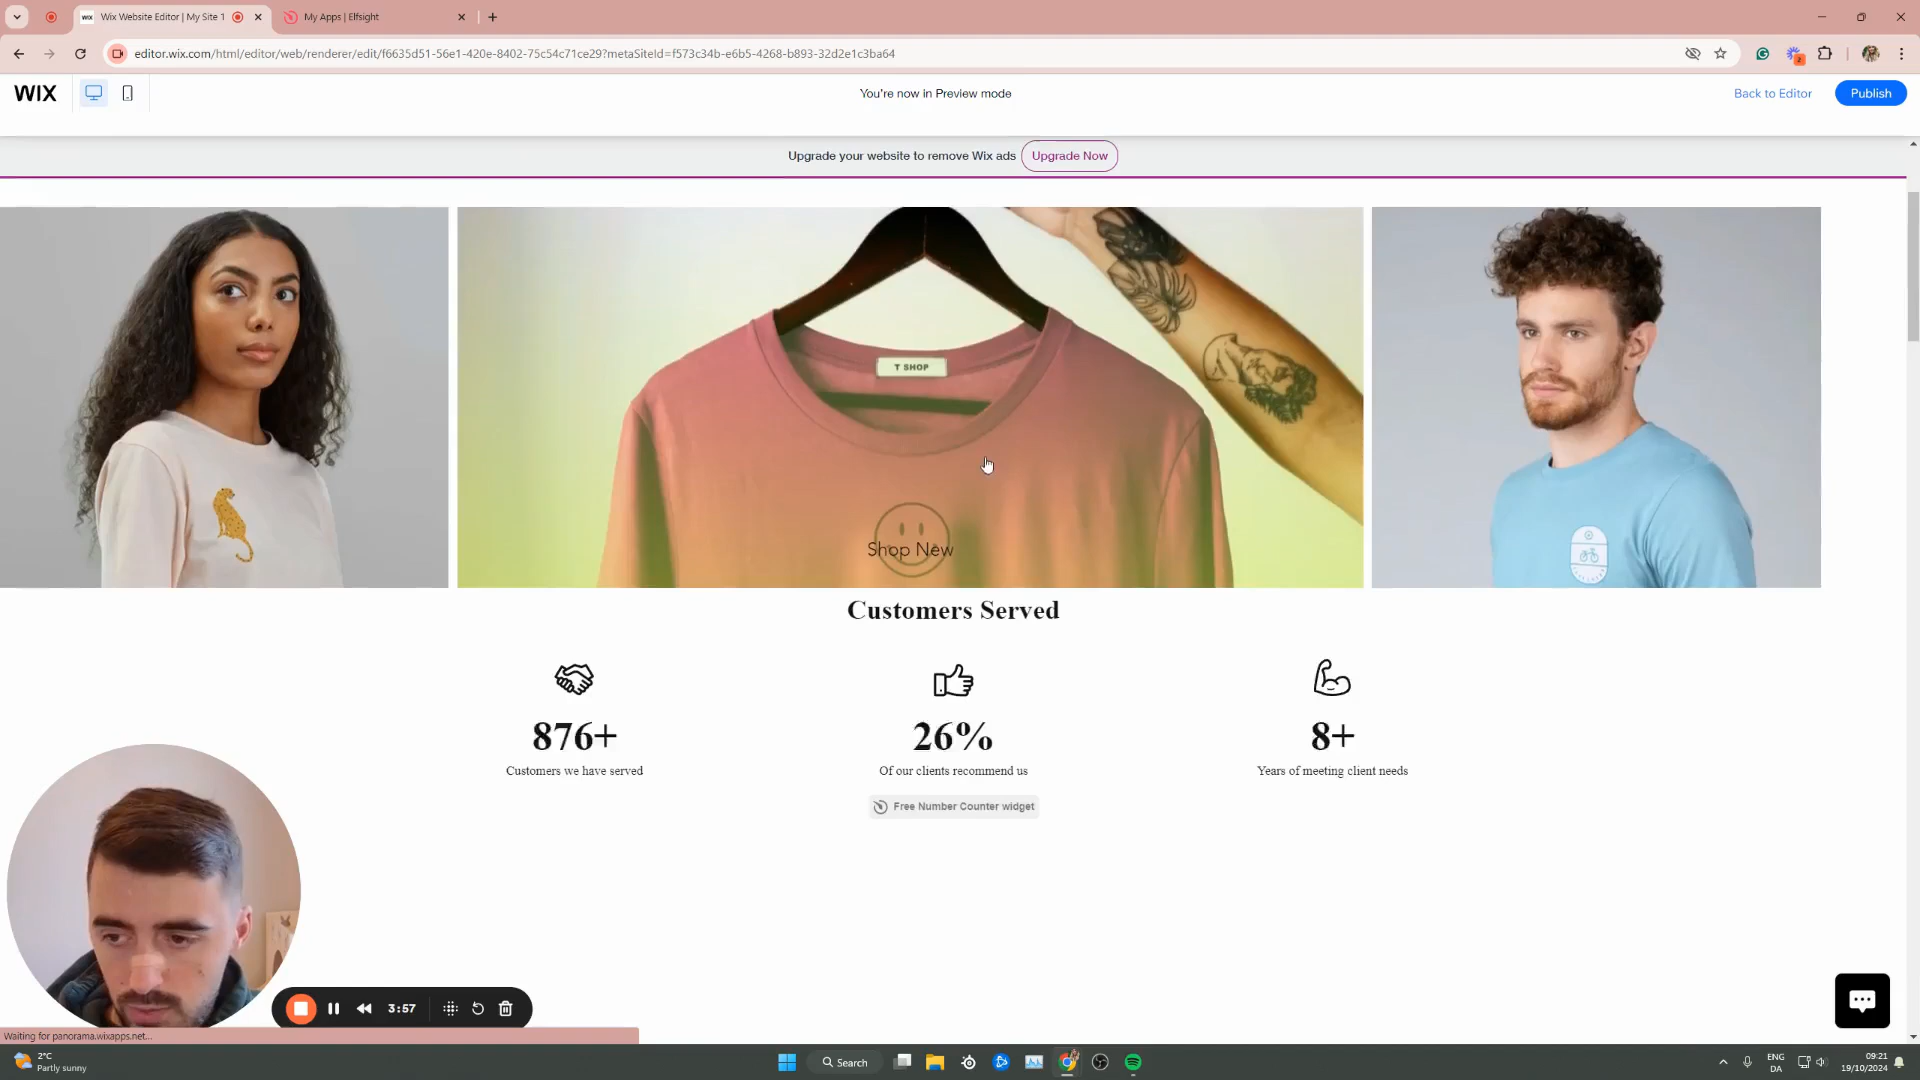 Wix Website Editor | My Site 1
My Apps | Elfsight
editor.wix.com/html/editor/web/renderer/edit/f6635d51-56e1-420e-8402-75c54c71ce29?metaSiteId=f573c34b-e6b5-4268-b893-32d2e1c3ba64
2
WIX
You're now in Preview mode
Back to Editor
Publish
Upgrade your website to remove Wix ads
Upgrade Now
T SHOP
Shop New
Customers Served
876+
26%
8+
Customers we have served
Of our clients recommend us
Years of meeting client needs
Free Number Counter widget
3:57
Waiting for panorama.wixapps.net...
2°C
Partly sunny
Search
ENG
DA
09:21
19/10/2024